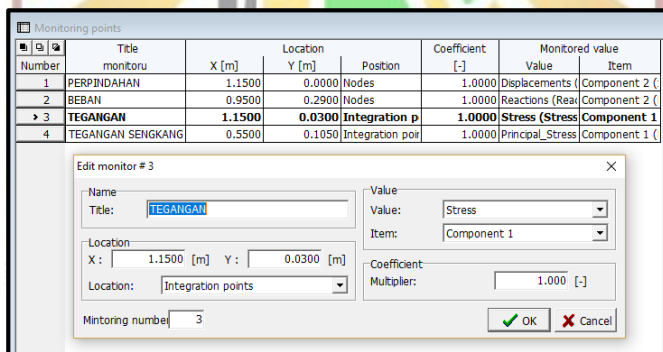 Monitoring points
Title Location Coefficient Monitored value
Number monitoru X [m] Y [m] Position [-] Value Item
1 PERPINDAHAN 1.1500 0.0000 Nodes 1.0000 Displacements ( Component 2 (
2 BEBAN 0.9500 0.2900 Nodes 1.0000 Reactions (Reac Component 2 (
3 TEGANGAN 1.1500 0.0300 Integration p 1.0000 Stress (Stress Component 1
4 TEGANGAN SENGKANG 0.5500 0.1050 Integration poir 1.0000 Principal_Stress Component 1 (
Edit monitor # 3
Name
Title: TEGANGAN
Location
X : 1.1500 [m] Y : 0.0300 [m]
Location: Integration points
Mintoring number 3
Value
Value: Stress
Item: Component 1
Coefficient
Multiplier: 1.000 [-]
OK Cancel